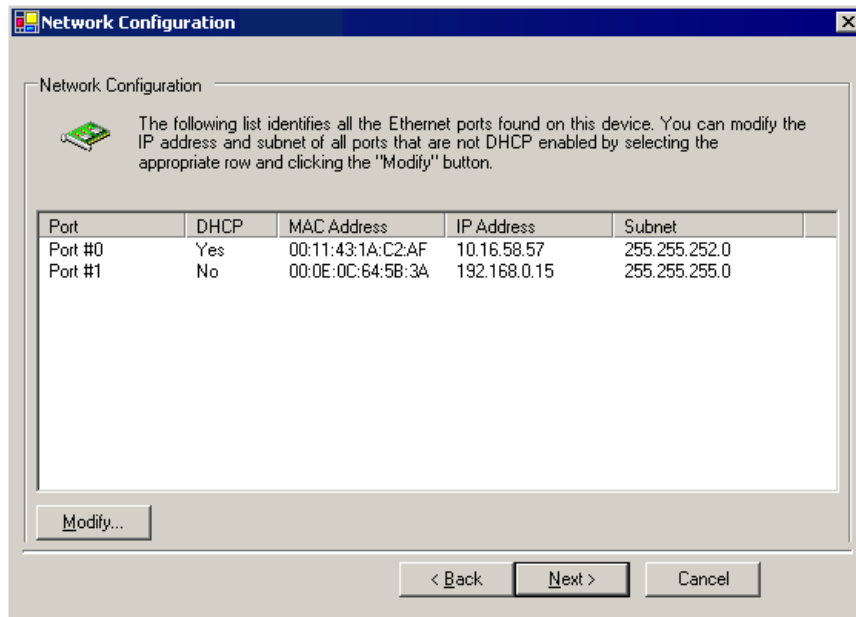 Network Configuration
Network Configuration
The following list identifies all the Ethernet ports found on this device. You can modify the
IP address and subnet of all ports that are not DHCP enabled by selecting the
appropriate row and clicking the "Modify" button.
Port DHCP MAC Address IP Address Subnet
Port #0 Yes 00:11:43:1A:C2:AF 10.16.58.57 255.255.252.0
Port #1 No 00:0E:0C:64:5B:3A 192.168.0.15 255.255.255.0
Modify...
< Back Next > Cancel